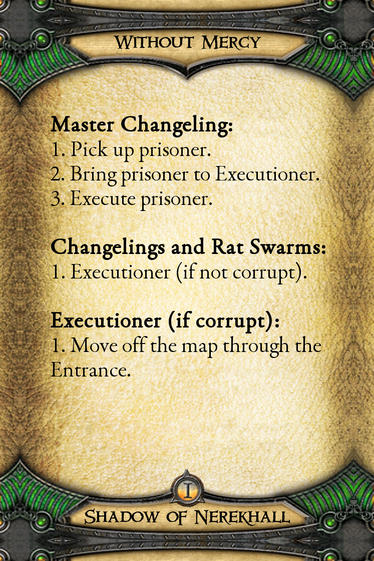 Without Mercy
Master Changeling:
1. Pick up prisoner.
2. Bring prisoner to Executioner.
3. Execute prisoner.
Changelings and Rat Swarms:
1. Executioner (if not corrupt).
Executioner (if corrupt):
1. Move off the map through the
Entrance.
I
Shadow of Nerekhall